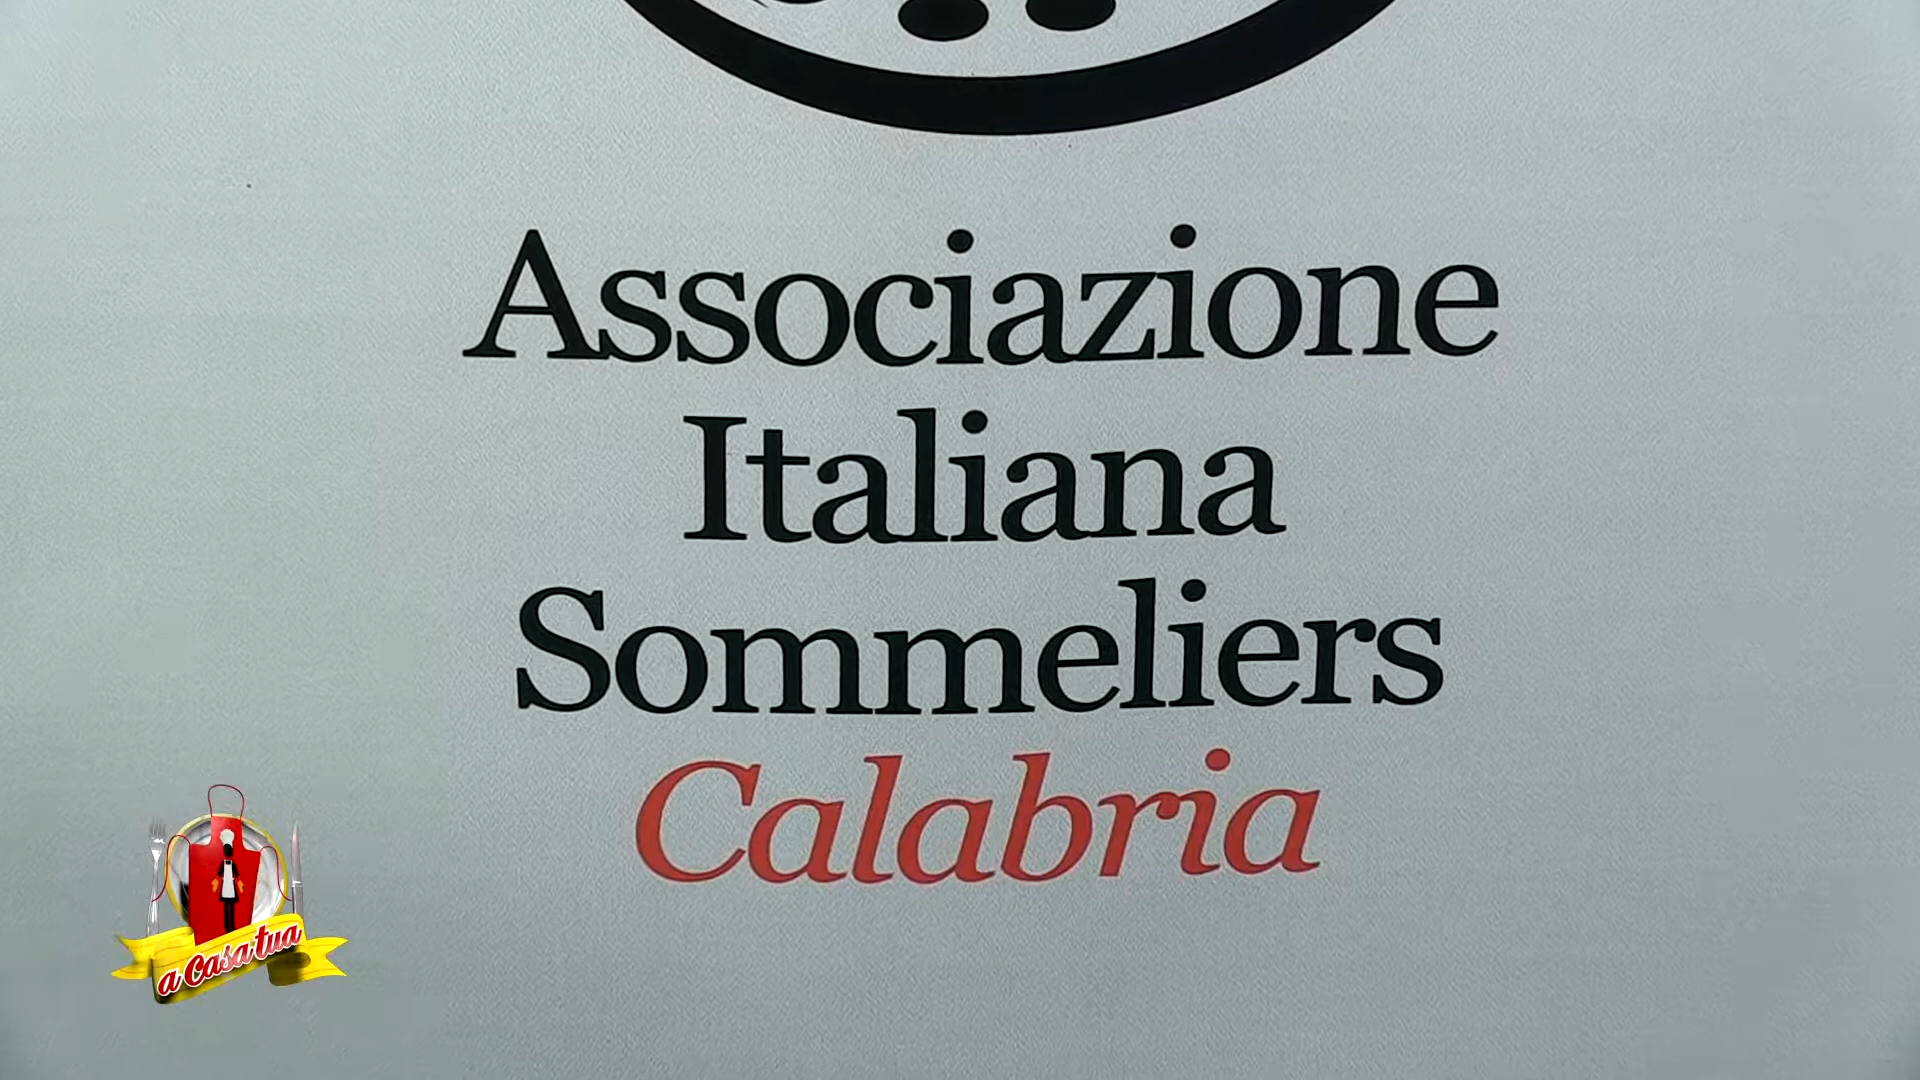 Associazione
Italiana
Sommeliers
Calabria
a Casa tua